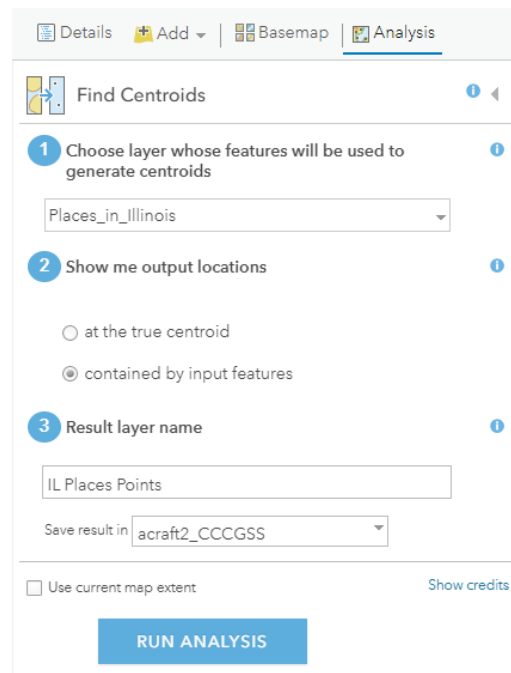 Details Add Basemap Analysis
Find Centroids
1 Choose layer whose features will be used to
generate centroids
Places_in_Illinois
2 Show me output locations
at the true centroid
contained by input features
3 Result layer name
IL Places Points
Save result in acraft2_CCCGSS
Use current map extent Show credits
RUN ANALYSIS